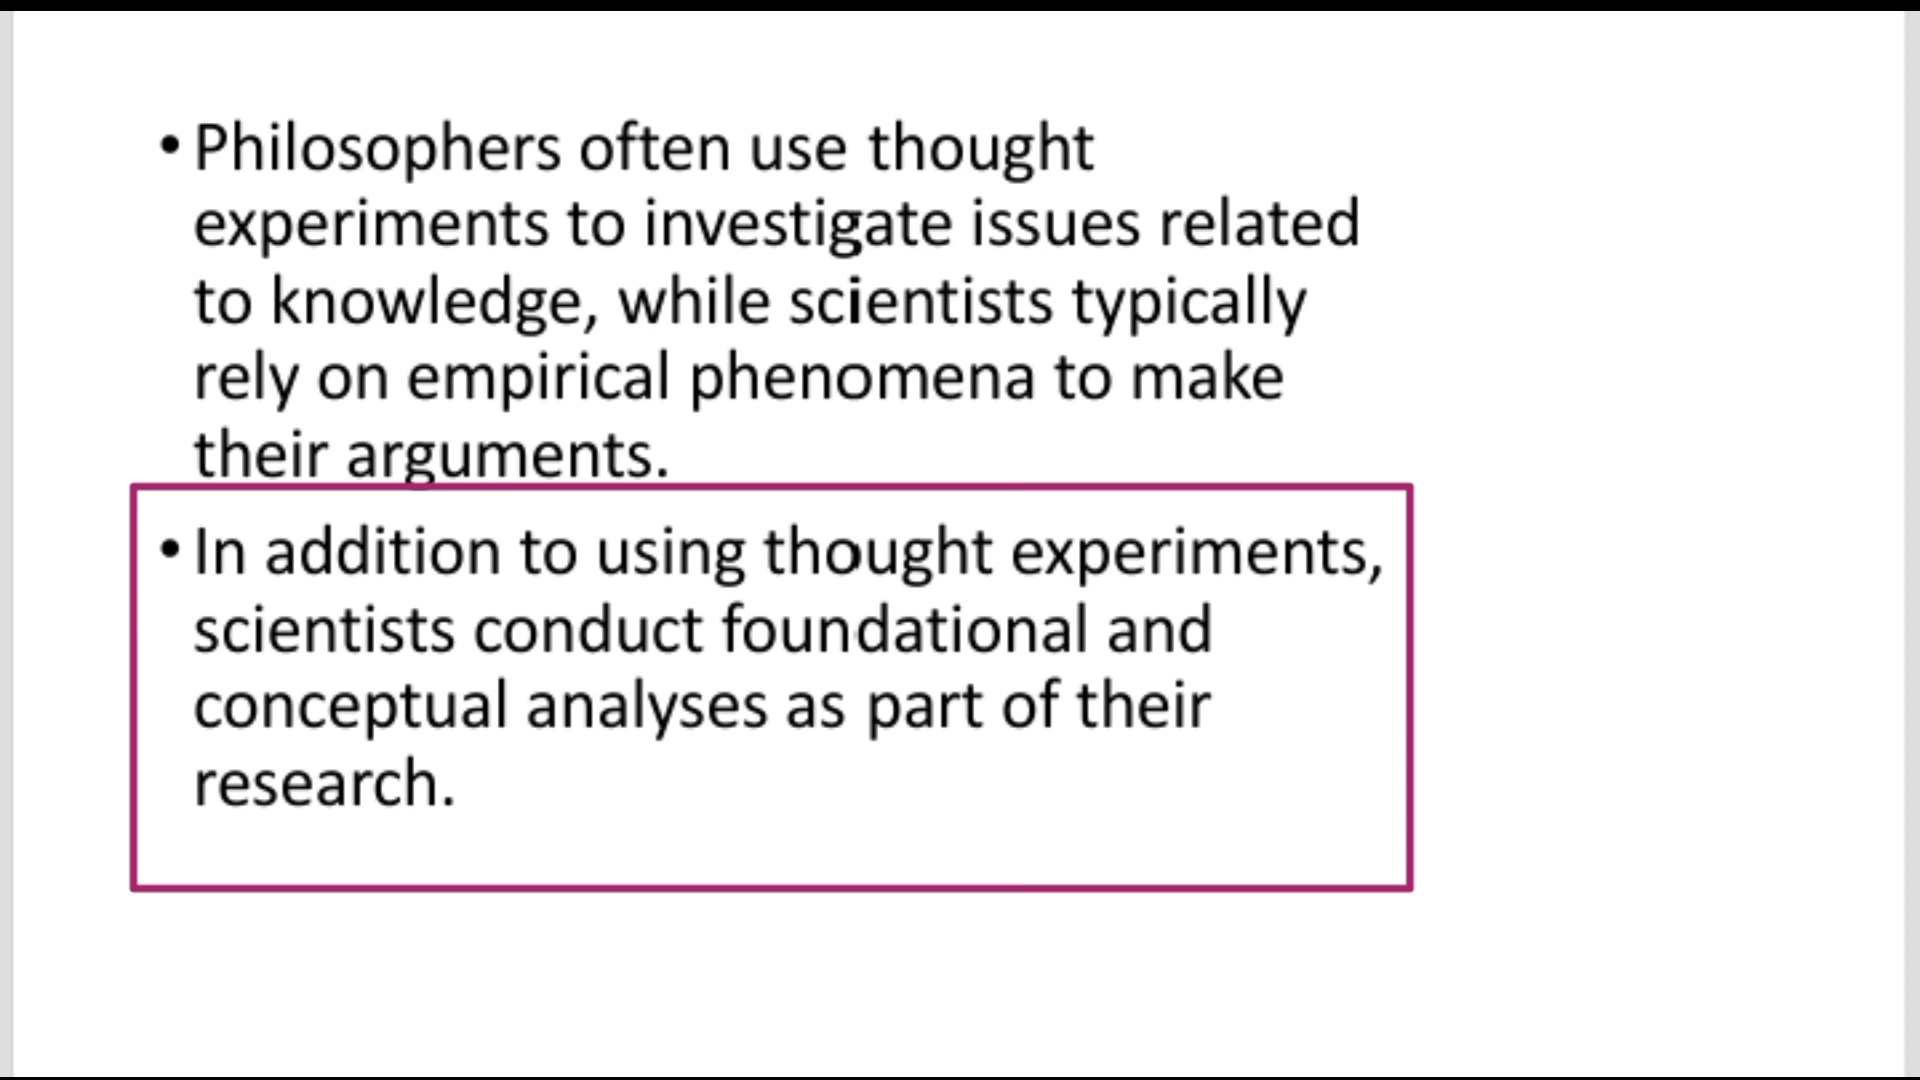 • Philosophers often use thought
experiments to investigate issues related
to knowledge, while scientists typically
rely on empirical phenomena to make
their arguments.
• In addition to using thought experiments,
scientists conduct foundational and
conceptual analyses as part of their
research.